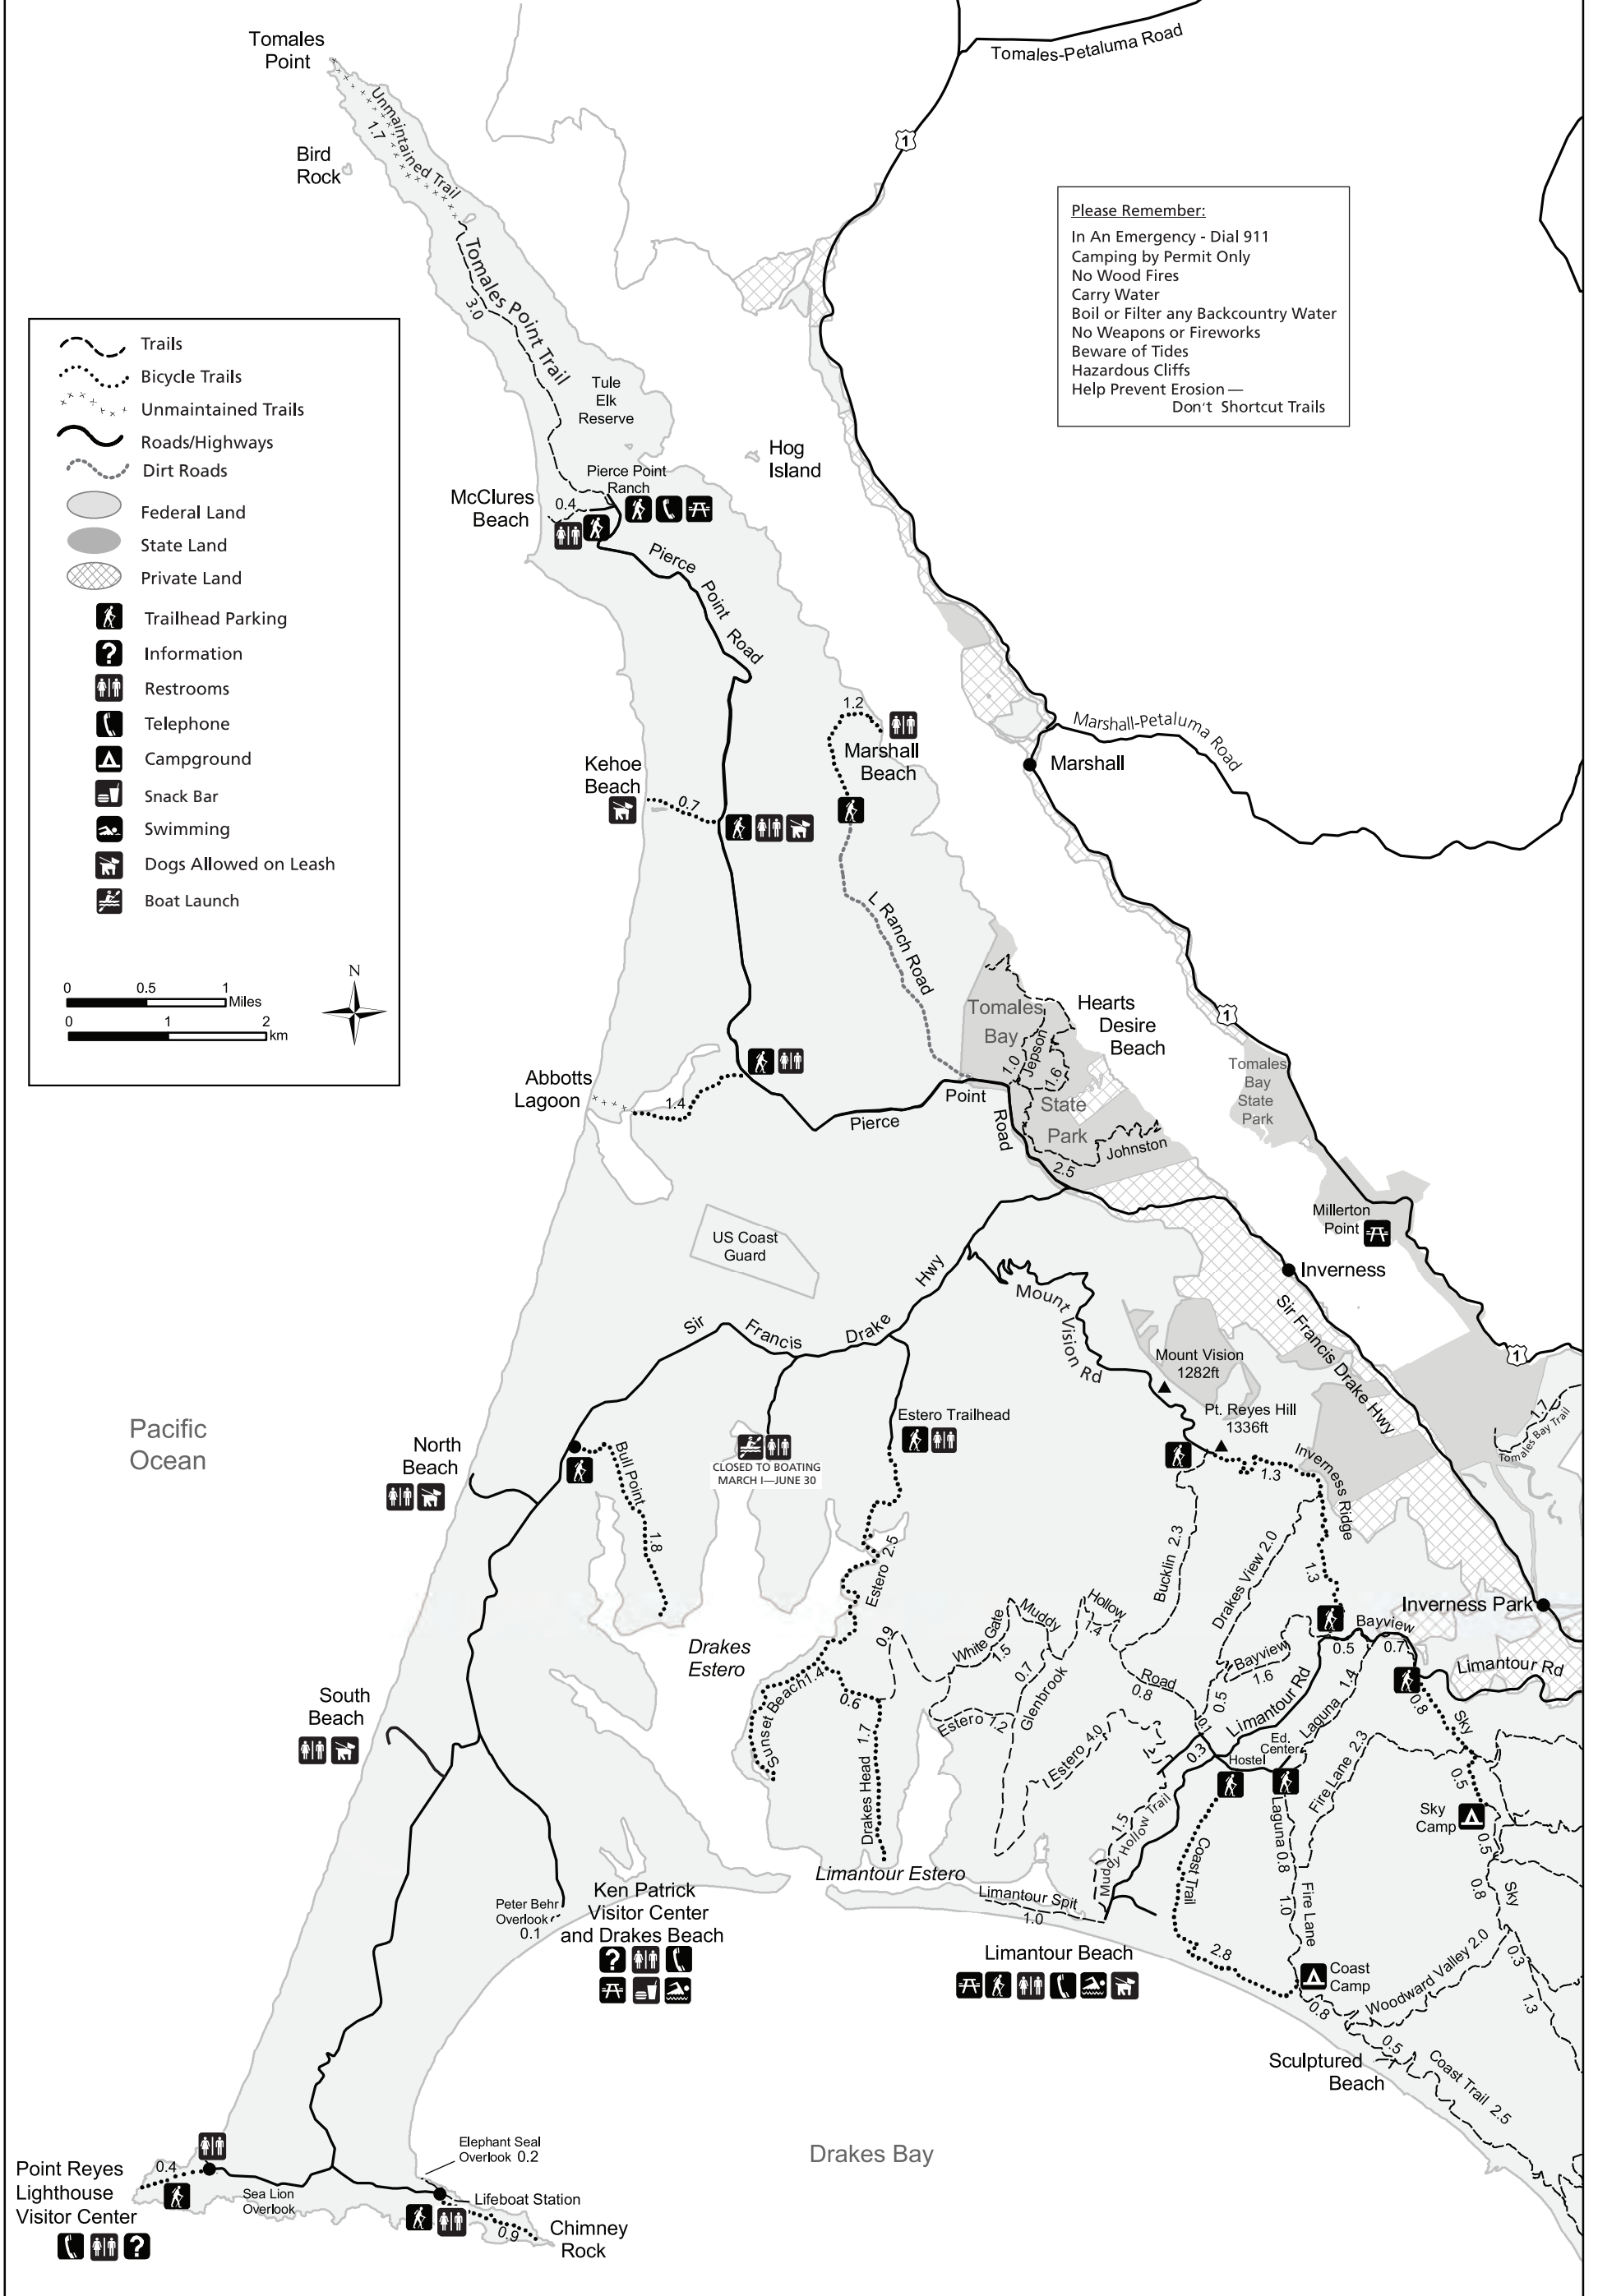 Tomales
Point
Unmaintained Trail
1.7
Bird
Rock
Tomales-Petaluma Road
1
Please Remember:
In An Emergency - Dial 911
Camping by Permit Only
No Wood Fires
Carry Water
Boil or Filter any Backcountry Water
No Weapons or Fireworks
Beware of Tides
Hazardous Cliffs
Help Prevent Erosion —
Don't Shortcut Trails
Tomales Point Trail
3.0
Tule
Elk
Reserve
Hog
Island
Pierce Point
Ranch
McClures
Beach
0.4
Pierce Point Road
Trails
Bicycle Trails
Unmaintained Trails
Roads/Highways
Dirt Roads
Federal Land
State Land
Private Land
Trailhead Parking
Information
Restrooms
Telephone
Campground
Snack Bar
Swimming
Dogs Allowed on Leash
Boat Launch
N
0 0.5 1
Miles
0 1 2
km
1.2
Marshall
Beach
Marshall-Petaluma Road
Marshall
Kehoe
Beach
0.7
L Ranch Road
Tomales
Bay
State
Park
Hearts
Desire
Beach
Jepson
1.0
1.6
Johnston
2.5
1
Tomales
Bay
State
Park
Abbotts
Lagoon
1.4
Pierce Point Road
Millerton
Point
US Coast
Guard
Inverness
Sir Francis Drake Hwy
Mount Vision Rd
Sir Francis Drake Hwy
Mount Vision
1282ft
Pt. Reyes Hill
1336ft
1
1.7
Tomales Bay Trail
Pacific
Ocean
North
Beach
Bull Point
1.8
CLOSED TO BOATING
MARCH I—JUNE 30
Estero Trailhead
Estero 2.5
Inverness Ridge
1.3
1.3
Bucklin 2.3
Drakes View 2.0
Inverness Park
Bayview
0.5
0.7
Limantour Rd
Drakes
Estero
Sunset Beach 1.4
0.6
0.9
Drakes Head 1.7
White Gate
1.5
Muddy Hollow Road
1.4
0.8
0.7
Glenbrook
Estero 1.2
Estero 4.0
Bayview
1.6
0.5
0.1
0.3
Limantour Rd
Laguna 1.4
Ed.
Center
Hostel
Fire Lane 2.3
0.8
Sky
0.5
Sky
Camp
0.5
0.8
Sky
South
Beach
Laguna 0.8
1.0
Fire Lane
Coast Trail
2.8
1.5
Muddy Hollow Trail
Limantour Estero
Limantour Spit
1.0
Limantour Beach
Peter Behr
Overlook
0.1
Ken Patrick
Visitor Center
and Drakes Beach
Coast
Camp
0.8
Woodward Valley 2.0
0.3
1.3
0.5
Sculptured
Beach
Coast Trail 2.5
Drakes Bay
Elephant Seal
Overlook 0.2
Point Reyes
Lighthouse
Visitor Center
0.4
Sea Lion
Overlook
Lifeboat Station
0.9
Chimney
Rock